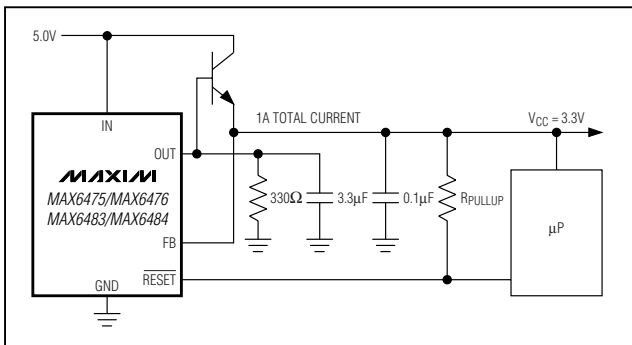 5.0V
1A TOTAL CURRENT
VCC = 3.3V
IN
OUT
MAXIM
MAX6475/MAX6476
MAX6483/MAX6484
330Ω
3.3µF
0.1µF
RPULLUP
µP
FB
GND
RESET